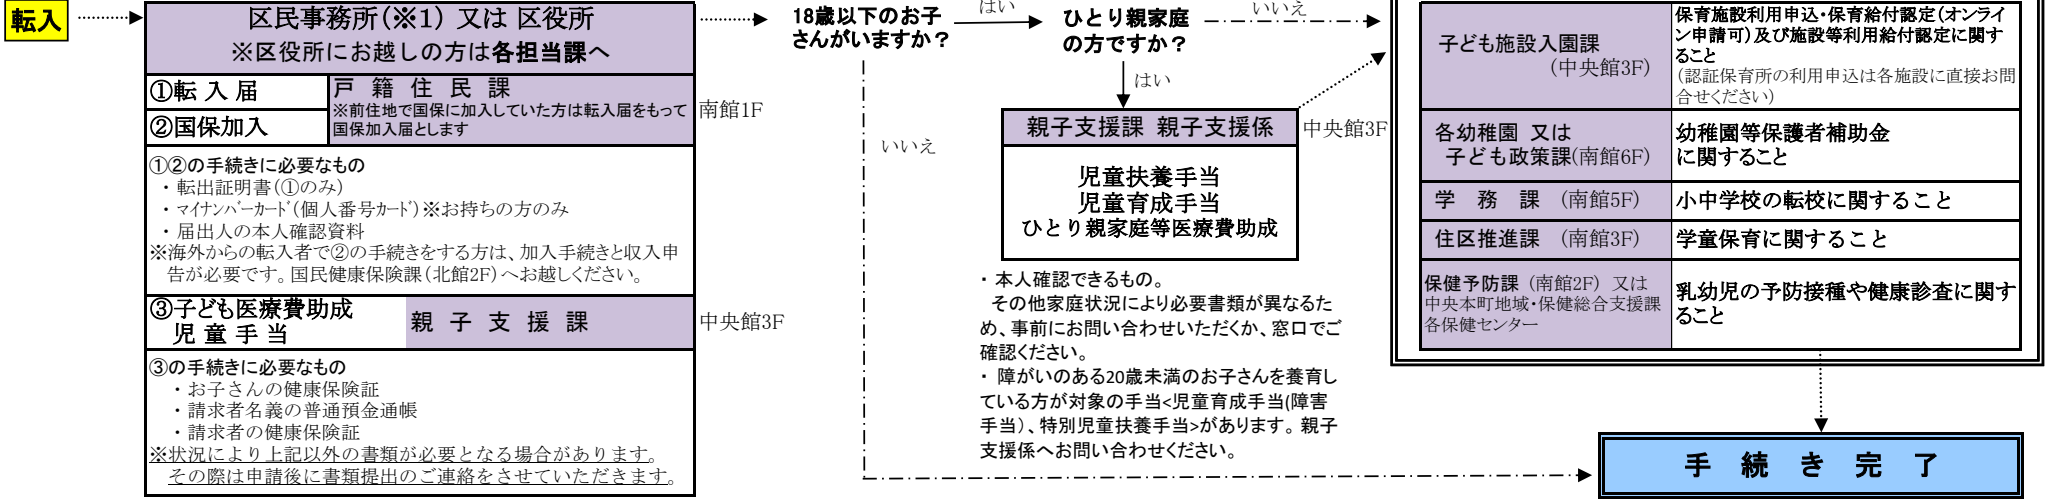 転入
区民事務所(※1) 又は 区役所
※区役所にお越しの方は各担当課へ
①転 入 届
戸 籍 住 民 課
※前住地で国保に加入していた方は転入届をもって
国保加入届とします
②国保加入
南館1F
①②の手続きに必要なもの
・ 転出証明書(①のみ)
・ マイナンバーカード(個人番号カード)※お持ちの方のみ
・ 届出人の本人確認資料
※海外からの転入者で②の手続きをする方は、加入手続きと収入申
告が必要です。国民健康保険課(北館2F)へお越しください。
③子ども医療費助成
児 童 手 当
親 子 支 援 課
中央館3F
③の手続きに必要なもの
・ お子さんの健康保険証
・ 請求者名義の普通預金通帳
・ 請求者の健康保険証
※状況により上記以外の書類が必要となる場合があります。
その際は申請後に書類提出のご連絡をさせていただきます。
18歳以下のお子
さんがいますか？
はい
いいえ
ひとり親家庭
の方ですか？
いいえ
はい
親子支援課 親子支援係
中央館3F
児童扶養手当
児童育成手当
ひとり親家庭等医療費助成
・ 本人確認できるもの。
その他家庭状況により必要書類が異なるた
め、事前にお問い合わせいただくか、窓口でご
確認ください。
・ 障がいのある20歳未満のお子さんを養育し
ている方が対象の手当<児童育成手当(障害
手当)、特別児童扶養手当>があります。親子
支援係へお問い合わせください。
子ども施設入園課
(中央館3F)
保育施設利用申込・保育給付認定(オンライ
ン申請可)及び施設等利用給付認定に関す
ること
(認証保育所の利用申込は各施設に直接お問
合せください)
各幼稚園 又は
子ども政策課(南館6F)
幼稚園等保護者補助金
に関すること
学 務 課 (南館5F)
小中学校の転校に関すること
住区推進課 (南館3F)
学童保育に関すること
保健予防課 (南館2F) 又は
中央本町地域・保健総合支援課
各保健センター
乳幼児の予防接種や健康診査に関す
ること
手 続 き 完 了